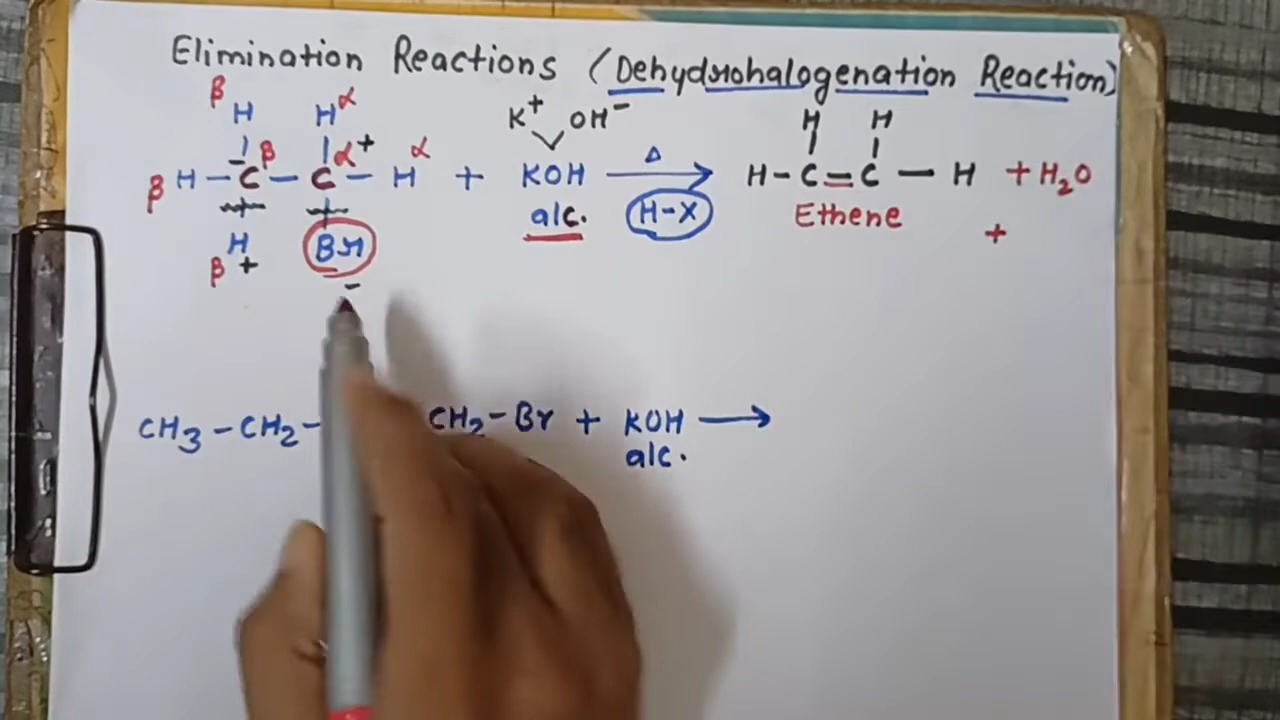 Elimination Reactions (Dehydrohalogenation Reaction)
β H H α K+ OH− H H
β H − C − β − C + α − H α + KOH Δ → H − C = C − H + H2O
alc. H-X Ethene +
H Br
β + −
CH3 − CH2 − CH2 − Br + KOH →
alc.